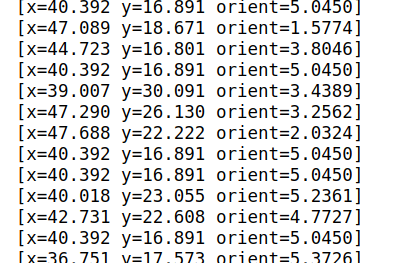 [x=40.392 y=16.891 orient=5.0450]
[x=47.089 y=18.671 orient=1.5774]
[x=44.723 y=16.801 orient=3.8046]
[x=40.392 y=16.891 orient=5.0450]
[x=39.007 y=30.091 orient=3.4389]
[x=47.290 y=26.130 orient=3.2562]
[x=47.688 y=22.222 orient=2.0324]
[x=40.392 y=16.891 orient=5.0450]
[x=40.392 y=16.891 orient=5.0450]
[x=40.018 y=23.055 orient=5.2361]
[x=42.731 y=22.608 orient=4.7727]
[x=40.392 y=16.891 orient=5.0450]
[x=36.751 y=17.573 orient=5.3726]